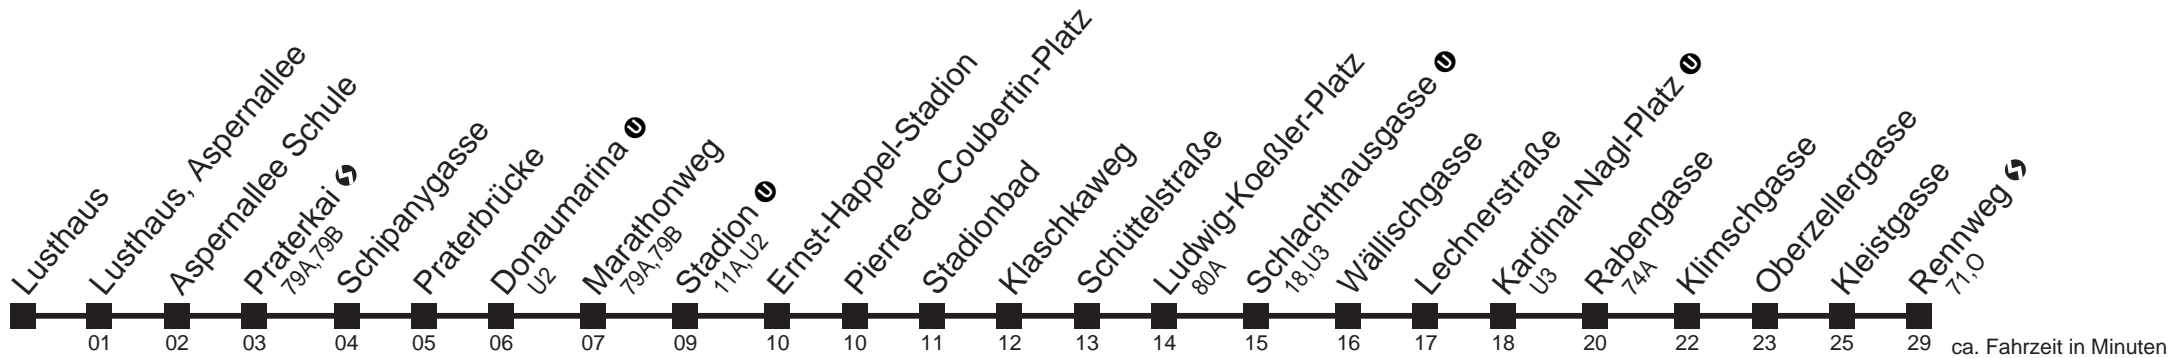 Lusthaus
Lusthaus, Aspernallee
Aspernallee Schule
Praterkai
79A,79B
Schipanygasse
Praterbrücke
Donaumarina U
U2
Marathonweg
79A,79B
Stadion U
11A,U2
Ernst-Happel-Stadion
Pierre-de-Coubertin-Platz
Stadionbad
Klaschkaweg
Schüttelstraße
Ludwig-Koeßler-Platz
80A
Schlachthausgasse U
18,U3
Wällischgasse
Lechnerstraße
Kardinal-Nagl-Platz U
U3
Rabengasse
74A
Klimschgasse
Oberzellergasse
Kleistgasse
Rennweg
71,O
01 02 03 04 05 06 07 09 10 10 11 12 13 14 15 16 17 18 20 22 23 25 29 ca. Fahrzeit in Minuten